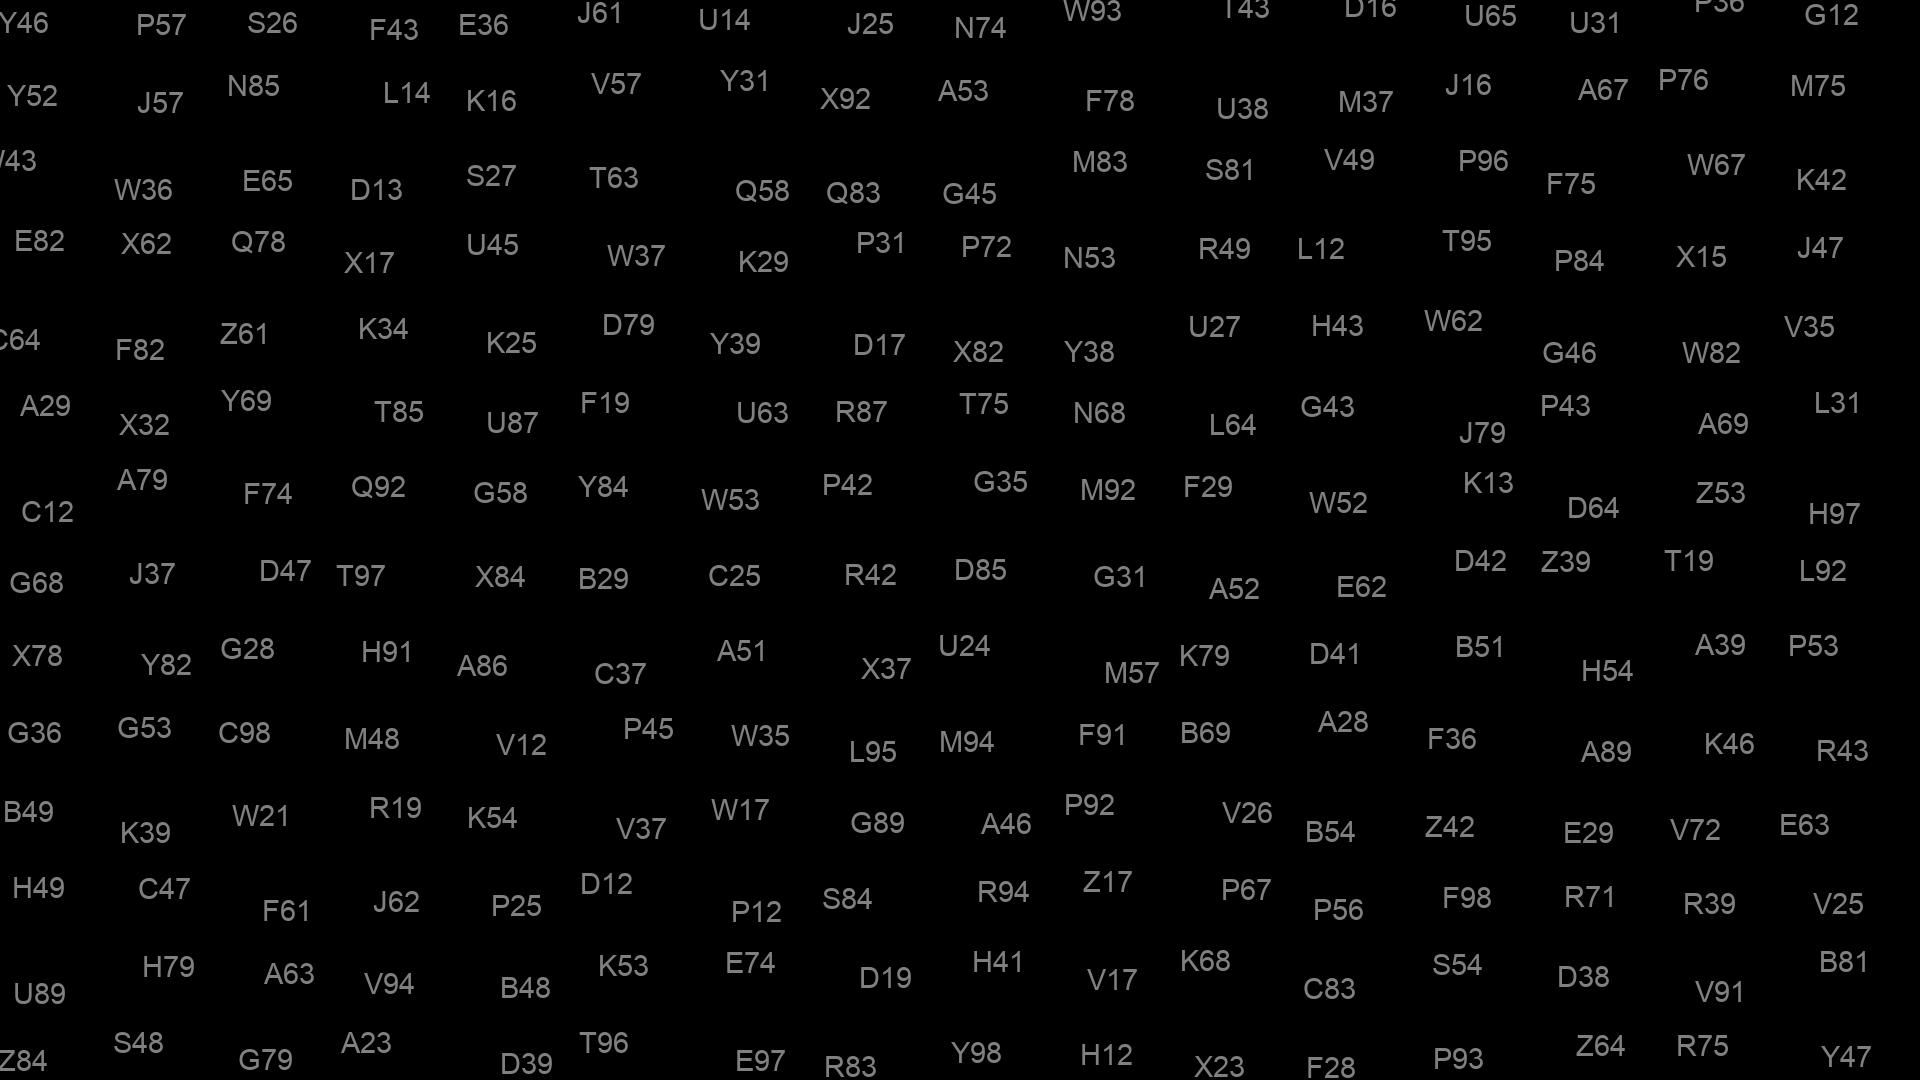 Y46 P57 S26 F43 E36 J61 U14 J25 N74 W93 T43 D16 U65 U31 P36 G12
Y52 J57 N85 L14 K16 V57 Y31 X92 A53 F78 U38 M37 J16 A67 P76 M75
W36 E65 D13 S27 T63 Q58 Q83 G45 M83 S81 V49 P96 F75 W67 K42
E82 X62 Q78 X17 U45 W37 K29 P31 P72 N53 R49 L12 T95 P84 X15 J47
C64 F82 Z61 K34 K25 D79 Y39 D17 X82 Y38 U27 H43 W62 G46 W82 V35
A29 X32 Y69 T85 U87 F19 U63 R87 T75 N68 L64 G43 J79 P43 A69 L31
C12 A79 F74 Q92 G58 Y84 W53 P42 G35 M92 F29 W52 K13 D64 Z53 H97
G68 J37 D47 T97 X84 B29 C25 R42 D85 G31 A52 E62 D42 Z39 T19 L92
X78 Y82 G28 H91 A86 C37 A51 X37 U24 M57 K79 D41 B51 H54 A39 P53
G36 G53 C98 M48 V12 P45 W35 L95 M94 F91 B69 A28 F36 A89 K46 R43
B49 K39 W21 R19 K54 V37 W17 G89 A46 P92 V26 B54 Z42 E29 V72 E63
H49 C47 F61 J62 P25 D12 P12 S84 R94 Z17 P67 P56 F98 R71 R39 V25
U89 H79 A63 V94 B48 K53 E74 D19 H41 V17 K68 C83 S54 D38 V91 B81
Z84 S48 G79 A23 D39 T96 E97 R83 Y98 H12 X23 F28 P93 Z64 R75 Y47